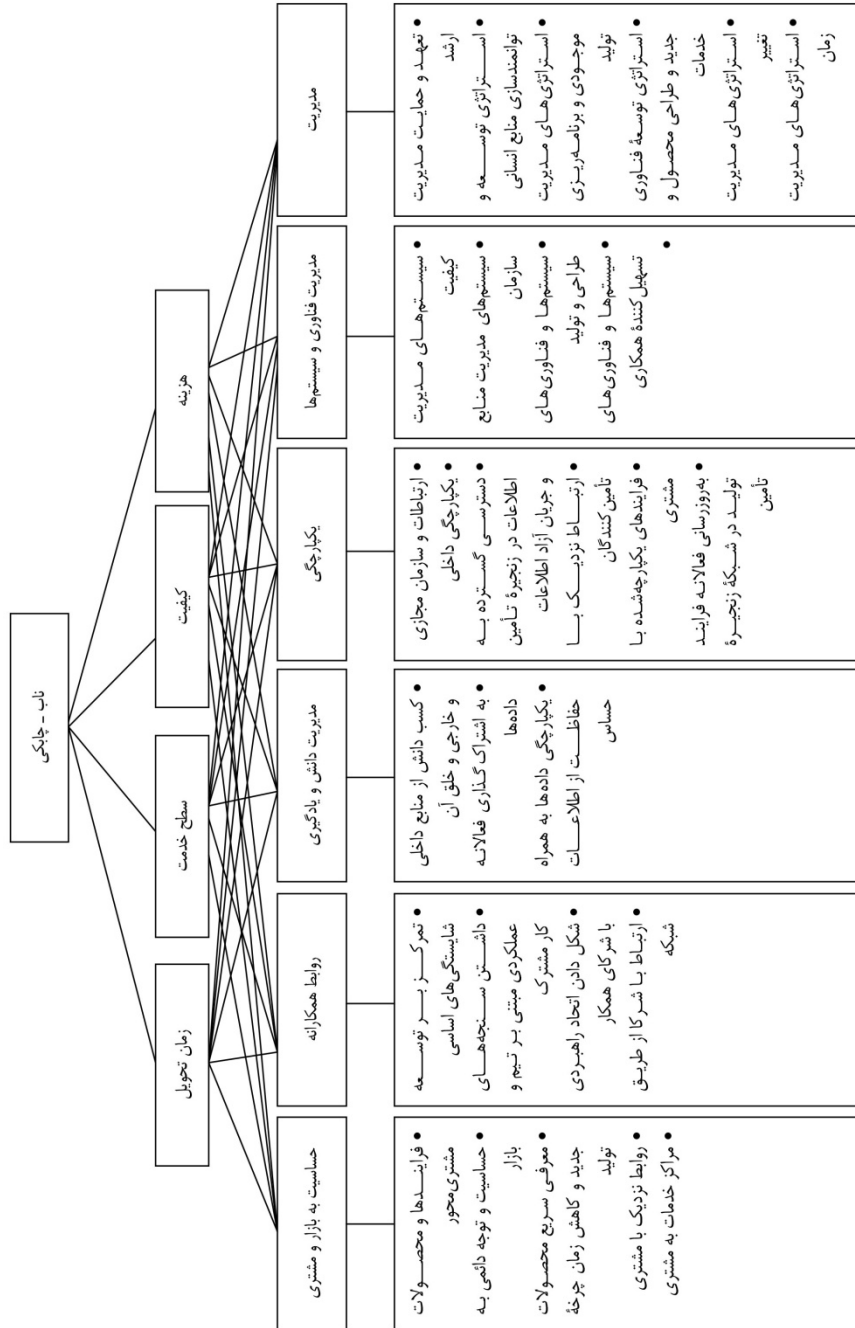 ناب ـ چابکی
هزینه
کیفیت
سطح خدمت
زمان تحویل
مدیریت
مدیریت فناوری و سیستم‌ها
یکپارچگی
مدیریت دانش و یادگیری
روابط همکارانه
حساسیت به بازار و مشتری
• تعهد و حمایت مدیریت
ارشد
• استراتژی توسعه و
توانمندسازی منابع انسانی
• استراتژی‌های مدیریت
موجودی و برنامه‌ریزی
تولید
• استراتژی توسعۀ فناوری
جدید و طراحی محصول و
خدمات
• استراتژی‌های مدیریت
تغییر
• استراتژی‌های مدیریت
زمان
• سیستم‌های مدیریت
کیفیت
• سیستم‌های مدیریت منابع
سازمان
• سیستم‌ها و فناوری‌های
طراحی و تولید
• سیستم‌ها و فناوری‌های
تسهیل کنندۀ همکاری
•
• ارتباطات و سازمان مجازی
• یکپارچگی داخلی
• دسترسی گسترده به
اطلاعات در زنجیرۀ تأمین
و جریان آزاد اطلاعات
• ارتباط نزدیک با
تأمین‌کنندگان
• فرایندهای یکپارچه‌شده با
مشتری
• به‌روزرسانی فعالانه فرایند
تولید در شبکۀ زنجیرۀ
تأمین
• کسب دانش از منابع داخلی
و خارجی و خلق آن
• به اشتراک گذاری فعالانه
داده‌ها
• یکپارچگی داده‌ها به همراه
حفاظت از اطلاعات
حساس
• تمرکز بر توسعه
شایستگی‌های اساسی
• داشتن سنجه‌های
عملکردی مبتنی بر تیم و
کار مشترک
• شکل دادن اتحاد راهبردی
با شرکای همکار
• ارتباط با شرکا از طریق
شبکه
• فرایندها و محصولات
مشتری‌محور
• حساسیت و توجه دائمی به
بازار
• معرفی سریع محصولات
جدید و کاهش زمان چرخۀ
تولید
• روابط نزدیک با مشتری
• مراکز خدمات به مشتری